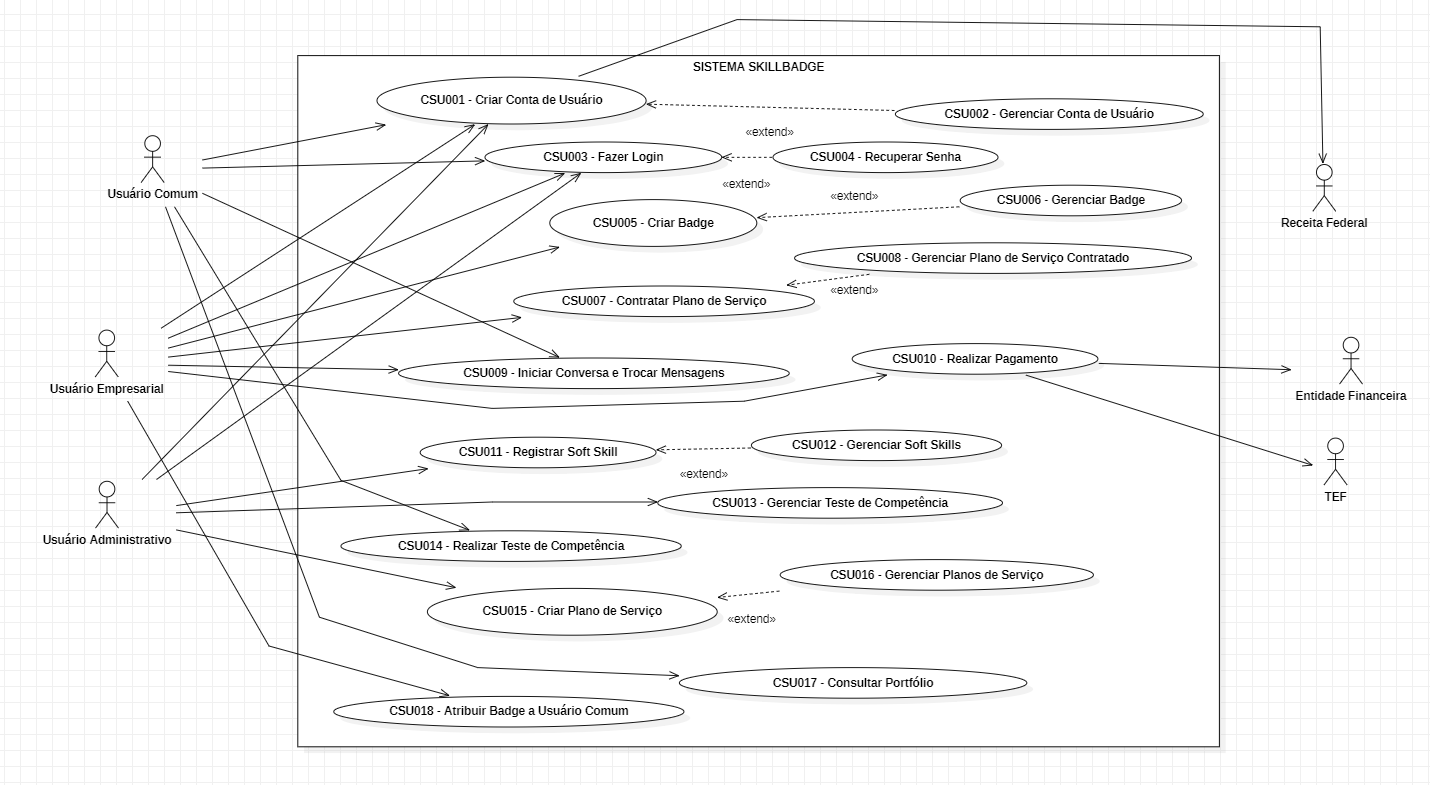 SISTEMA SKILLBADGE
CSU001 - Criar Conta de Usuário
CSU002 - Gerenciar Conta de Usuário
«extend»
CSU003 - Fazer Login
CSU004 - Recuperar Senha
«extend»
Usuário Comum
«extend»
CSU006 - Gerenciar Badge
CSU005 - Criar Badge
Receita Federal
CSU008 - Gerenciar Plano de Serviço Contratado
«extend»
CSU007 - Contratar Plano de Serviço
CSU010 - Realizar Pagamento
CSU009 - Iniciar Conversa e Trocar Mensagens
Usuário Empresarial
Entidade Financeira
CSU012 - Gerenciar Soft Skills
CSU011 - Registrar Soft Skill
«extend»
TEF
CSU013 - Gerenciar Teste de Competência
Usuário Administrativo
CSU014 - Realizar Teste de Competência
CSU016 - Gerenciar Planos de Serviço
CSU015 - Criar Plano de Serviço
«extend»
CSU017 - Consultar Portfólio
CSU018 - Atribuir Badge a Usuário Comum